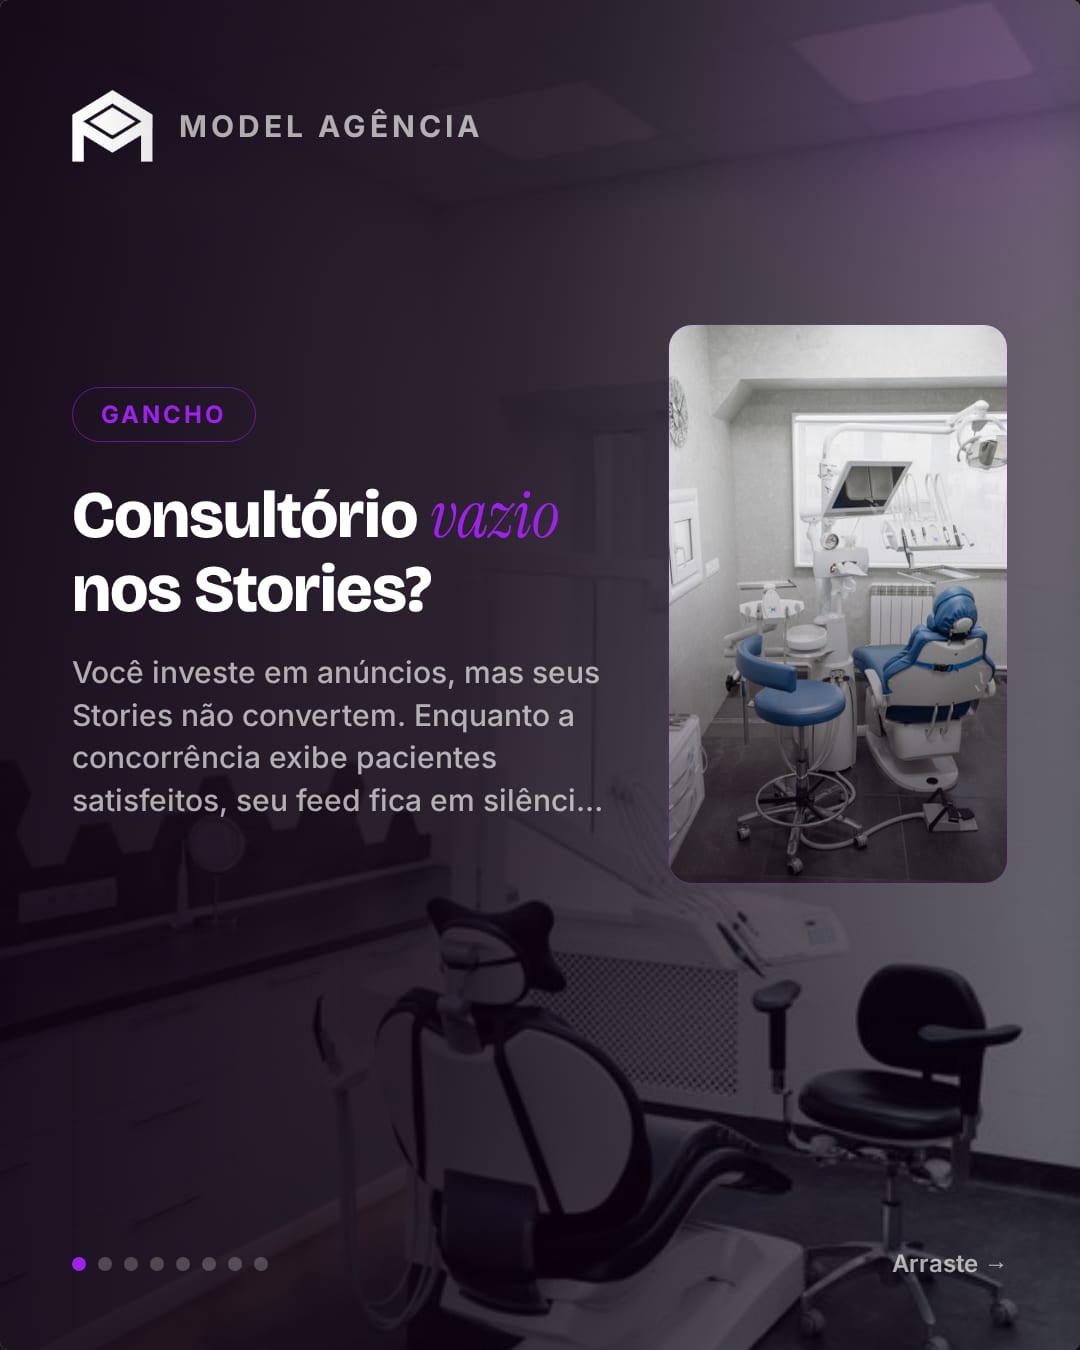 MODEL AGÊNCIA
GANCHO
Consultório vazio
nos Stories?
Você investe em anúncios, mas seus
Stories não convertem. Enquanto a
concorrência exibe pacientes
satisfeitos, seu feed fica em silênci...
Arraste →